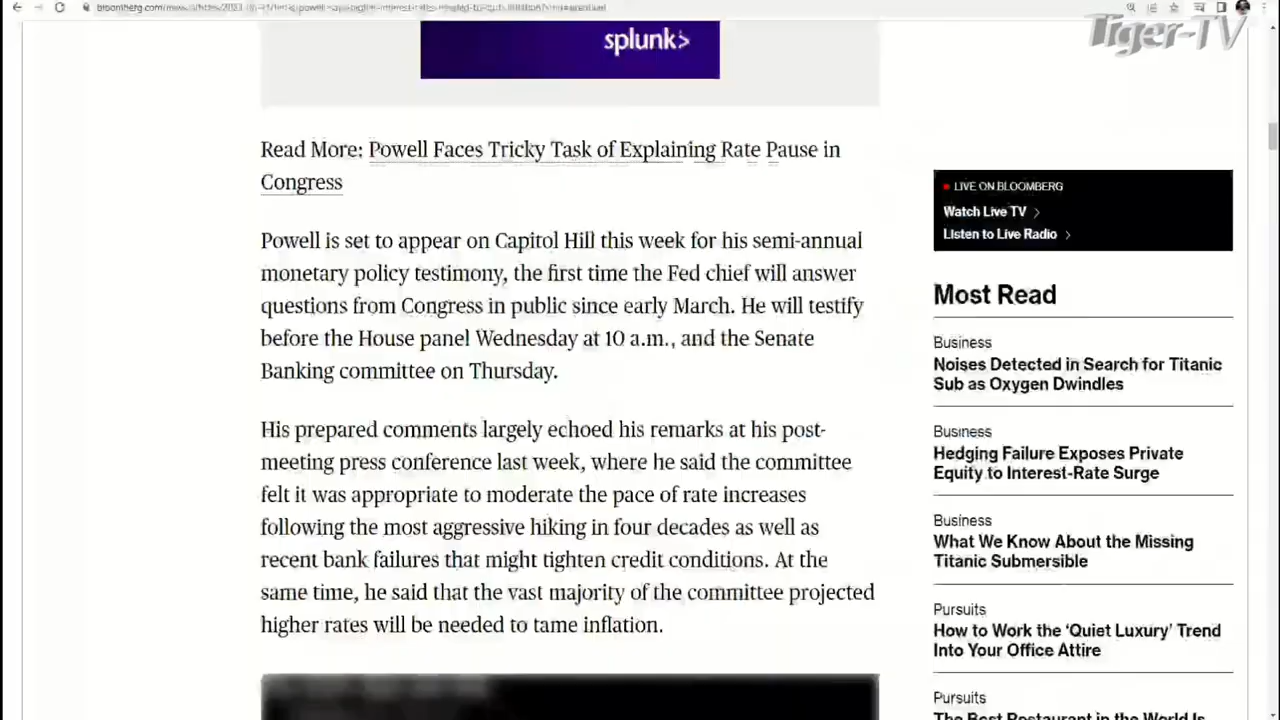 Tiger-TV
splunk>
Read More: Powell Faces Tricky Task of Explaining Rate Pause in
Congress
Powell is set to appear on Capitol Hill this week for his semi-annual
monetary policy testimony, the first time the Fed chief will answer
questions from Congress in public since early March. He will testify
before the House panel Wednesday at 10 a.m., and the Senate
Banking committee on Thursday.
His prepared comments largely echoed his remarks at his post-
meeting press conference last week, where he said the committee
felt it was appropriate to moderate the pace of rate increases
following the most aggressive hiking in four decades as well as
recent bank failures that might tighten credit conditions. At the
same time, he said that the vast majority of the committee projected
higher rates will be needed to tame inflation.
LIVE ON BLOOMBERG
Watch Live TV >
Listen to Live Radio >
Most Read
Business
Noises Detected in Search for Titanic
Sub as Oxygen Dwindles
Business
Hedging Failure Exposes Private
Equity to Interest-Rate Surge
Business
What We Know About the Missing
Titanic Submersible
Pursuits
How to Work the ‘Quiet Luxury’ Trend
Into Your Office Attire
Pursuits
The Best Restaurant in the World Is